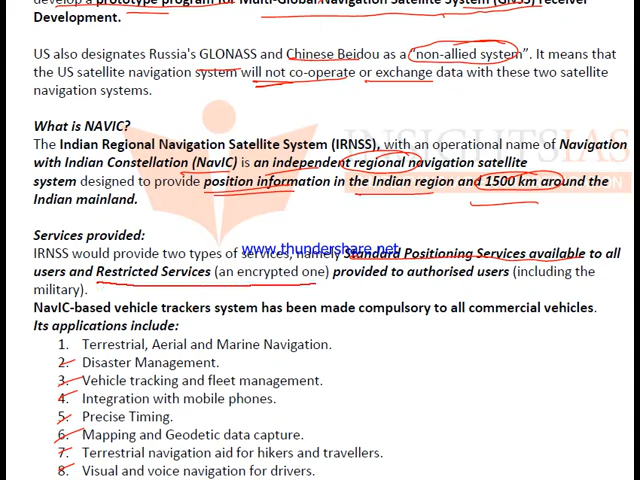 develop a prototype program for Multi-Global Navigation Satellite System (GNSS) receiver
Development.
US also designates Russia's GLONASS and Chinese Beidou as a "non-allied system". It means that
the US satellite navigation system will not co-operate or exchange data with these two satellite
navigation systems.
What is NAVIC?
The Indian Regional Navigation Satellite System (IRNSS), with an operational name of Navigation
with Indian Constellation (NavIC) is an independent regional navigation satellite
system designed to provide position information in the Indian region and 1500 km around the
Indian mainland.
INSIGHTSIAS
Services provided:
www.thundershare.net
IRNSS would provide two types of services, namely Standard Positioning Services available to all
users and Restricted Services (an encrypted one) provided to authorised users (including the
military).
NavIC-based vehicle trackers system has been made compulsory to all commercial vehicles.
Its applications include:
1. Terrestrial, Aerial and Marine Navigation.
2. Disaster Management.
3. Vehicle tracking and fleet management.
4. Integration with mobile phones.
5. Precise Timing.
6. Mapping and Geodetic data capture.
7. Terrestrial navigation aid for hikers and travellers.
8. Visual and voice navigation for drivers.